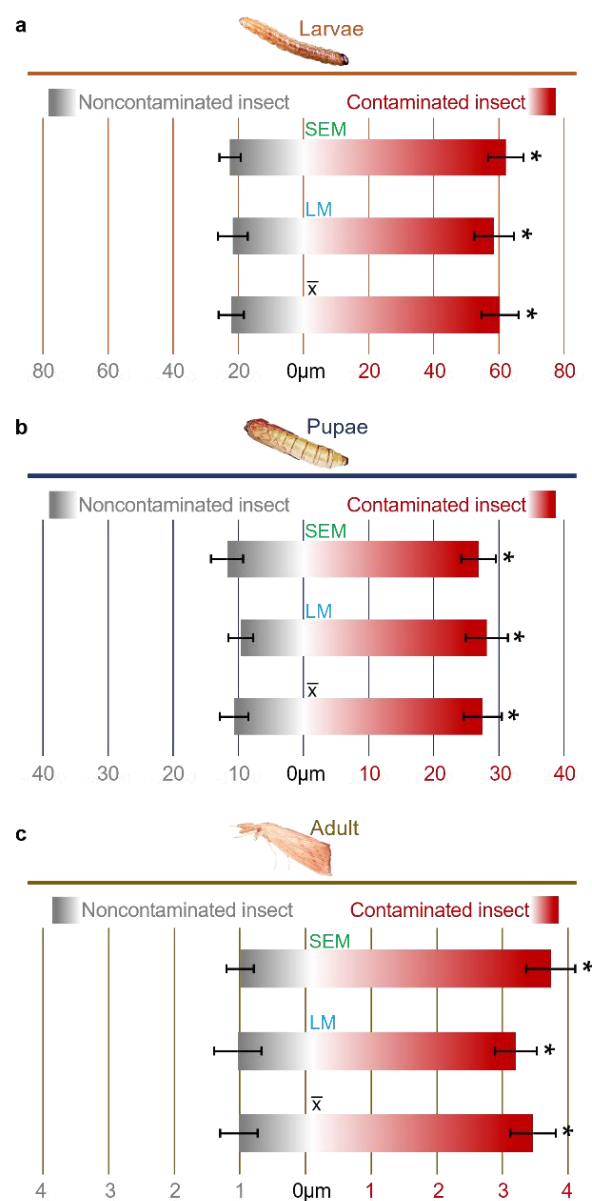 a
Larvae
Noncontaminated insect Contaminated insect
SEM
*
LM
*
x̅
*
80 60 40 20 0µm 20 40 60 80
b
Pupae
Noncontaminated insect Contaminated insect
SEM
*
LM
*
x̅
*
40 30 20 10 0µm 10 20 30 40
c
Adult
Noncontaminated insect Contaminated insect
SEM
*
LM
*
x̅
*
4 3 2 1 0µm 1 2 3 4